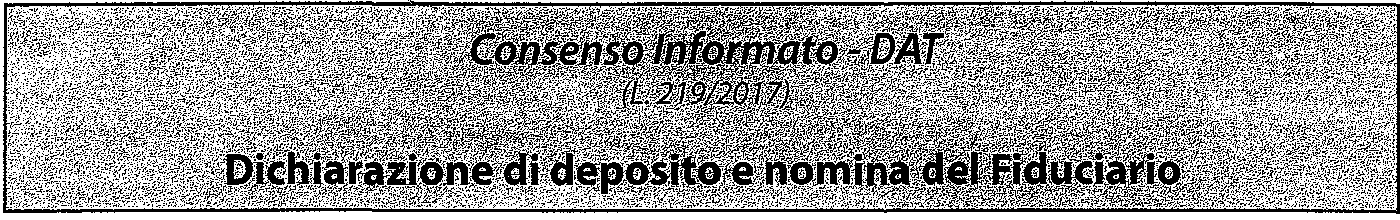 Consenso Informato - DAT
(L. 219/2017)
Dichiarazione di deposito e nomina del Fiduciario